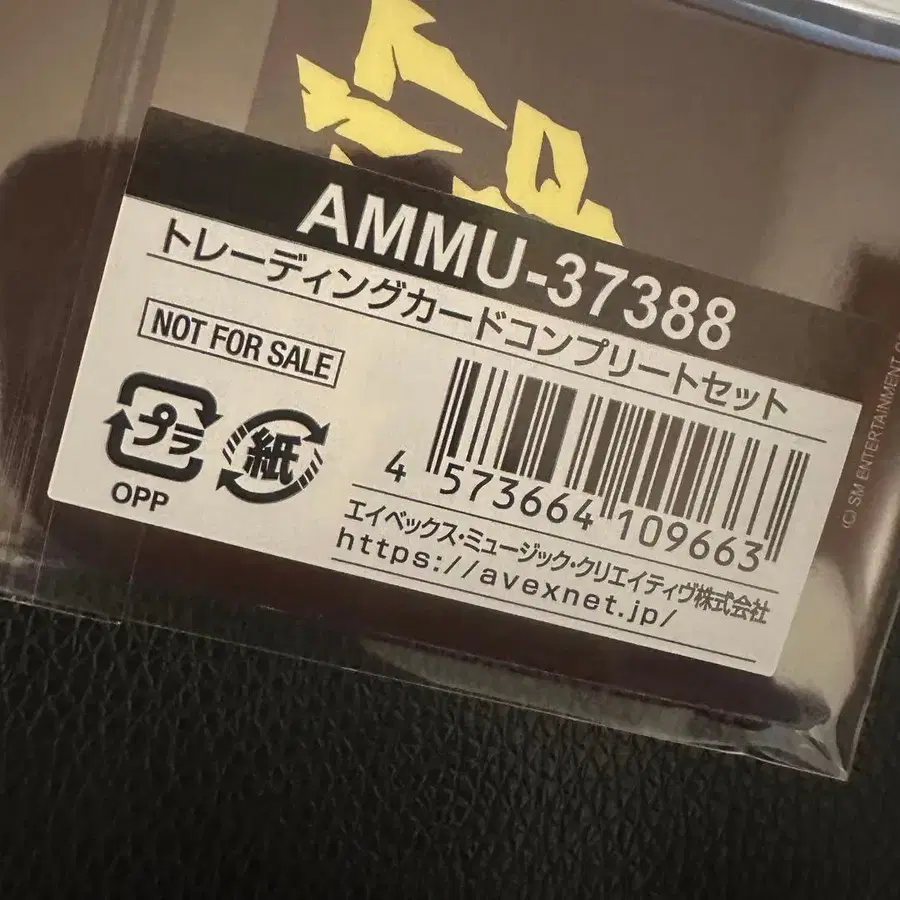 AMMU-37388
トレーディングカードコンプリートセット
NOT FOR SALE
プラ
紙
OPP
4 573664 109663
エイベックス・ミュージック・クリエイティヴ株式会社
https://avexnet.jp/
(C) SM ENTERTAINMENT